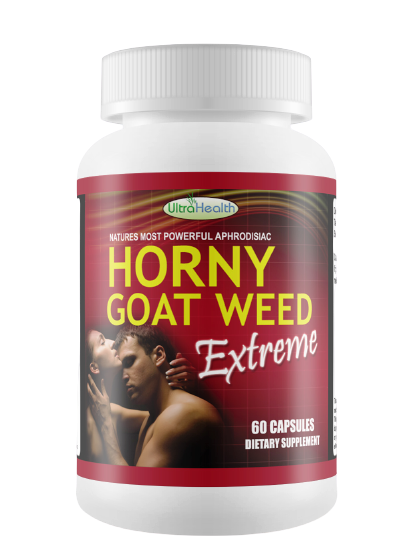 UltraHealth
NATURES MOST POWERFUL APHRODISIAC
HORNY
GOAT WEED
Extreme
60 CAPSULES
DIETARY SUPPLEMENT